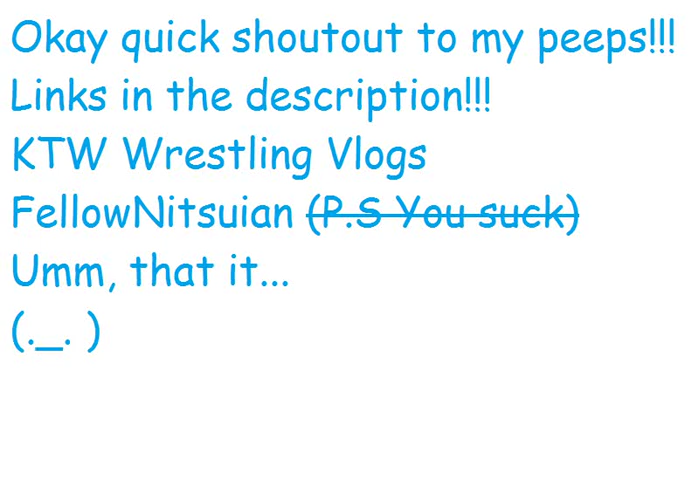 Okay quick shoutout to my peeps!!!
Links in the description!!!
KTW Wrestling Vlogs
FellowNitsuian (P.S You suck)
Umm, that it...
(._. )